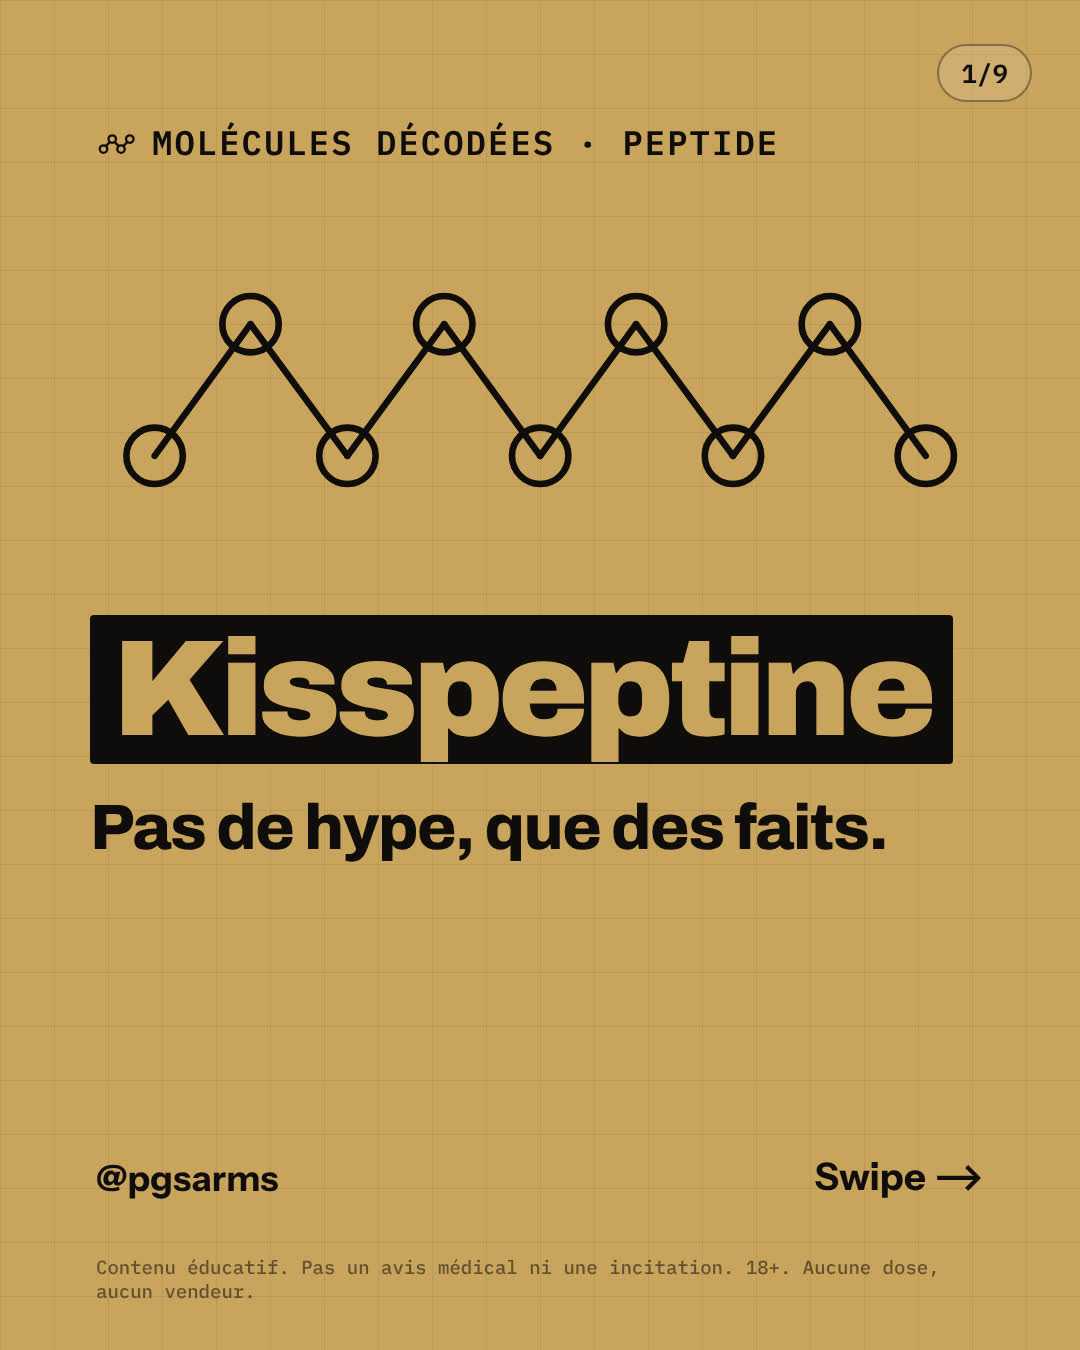 1/9
MOLÉCULES DÉCODÉES · PEPTIDE
Kisspeptine
Pas de hype, que des faits.
@pgsarms
Swipe →
Contenu éducatif. Pas un avis médical ni une incitation. 18+. Aucune dose,
aucun vendeur.